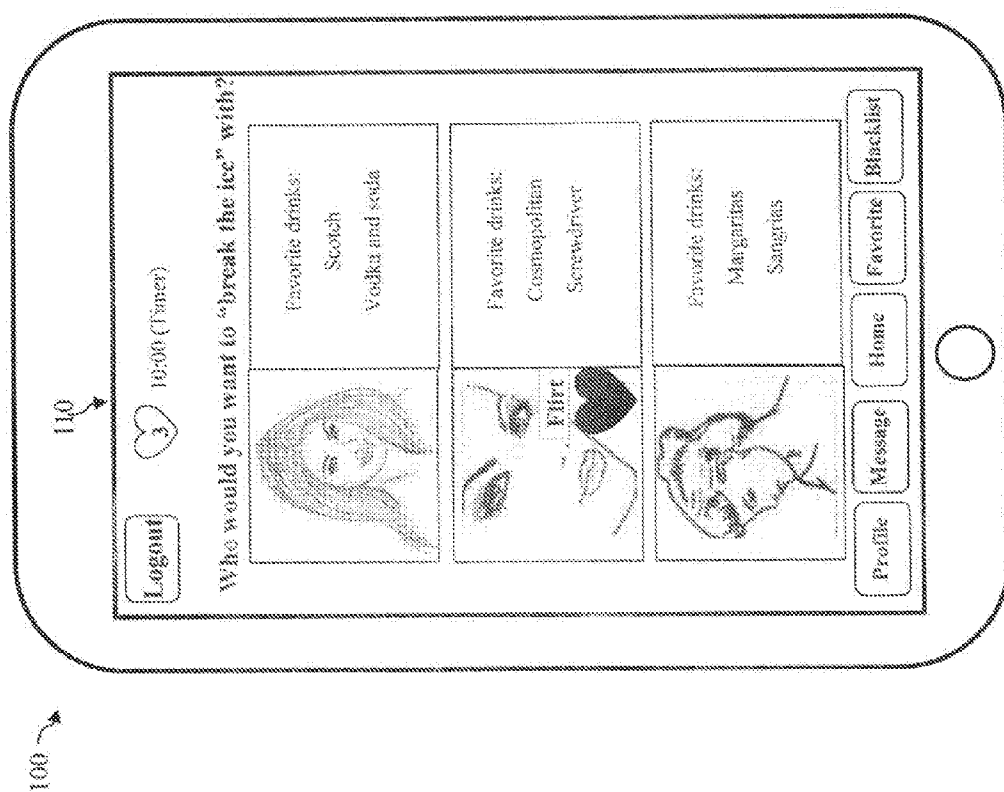 100
110
Logout
3
10:00 (Timer)
Who would you want to “break the ice” with?
Favorite drinks:
Scotch
Vodka and soda
Flirt
Favorite drinks:
Cosmopolitan
Screwdriver
Favorite drinks:
Margaritas
Sangrias
Profile
Message
Home
Favorite
Blacklist